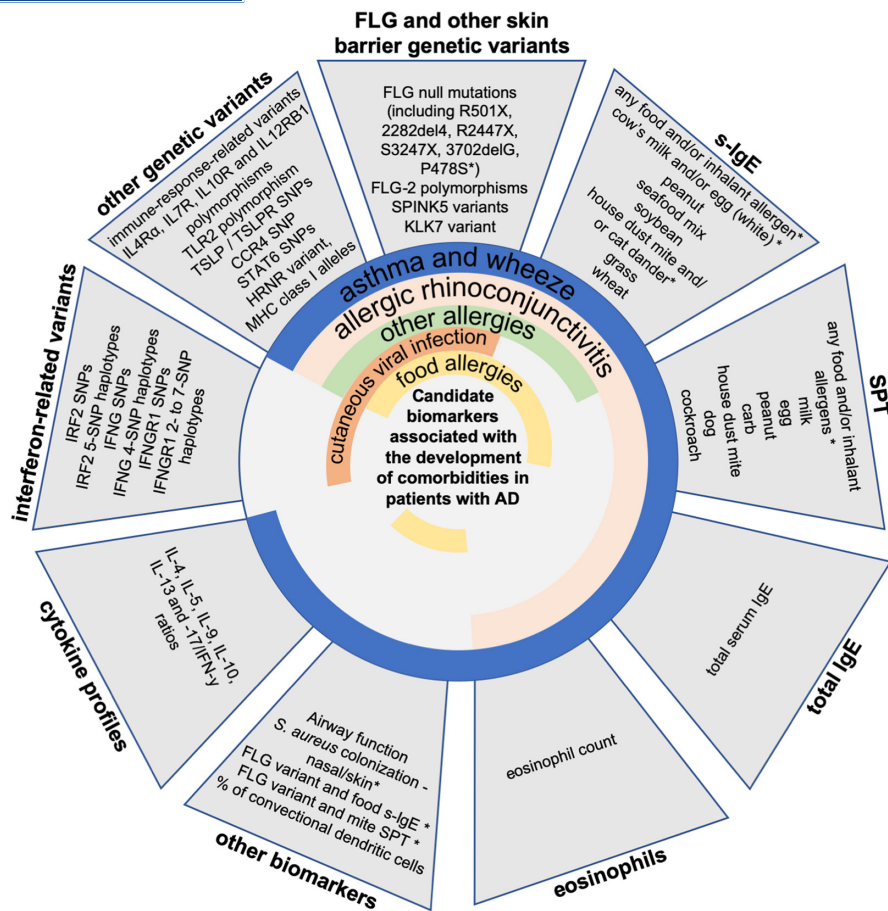 FLG and other skin
barrier genetic variants
FLG null mutations
(including R501X,
2282del4, R2447X,
S3247X, 3702delG,
P478S*)
FLG-2 polymorphisms
SPINK5 variants
KLK7 variant
s-IgE
any food and/or inhalant allergen*
cow's milk and/or egg (white) *
peanut
seafood mix
soybean
house dust mite and/
or cat dander*
grass
wheat
SPT
any food and/or inhalant
allergens *
milk
egg
peanut
carb
house dust mite
dog
cockroach
total IgE
total serum IgE
eosinophils
eosinophil count
other biomarkers
Airway function
S. aureus colonization -
nasal/skin*
FLG variant and food s-IgE *
FLG variant and mite SPT *
% of convectional dendritic cells
cytokine profiles
IL-4, IL-5, IL-9, IL-10,
IL-13 and -17/IFN-y
ratios
interferon-related variants
IRF2 SNPs
IRF2 5-SNP haplotypes
IFNG SNPs
IFNG 4-SNP haplotypes
IFNGR1 SNPs
IFNGR1 2- to 7-SNP
haplotypes
other genetic variants
immune-response-related variants
IL4Rα, IL7R, IL10R and IL12RB1
polymorphisms
TLR2 polymorphism
TSLP / TSLPR SNPs
CCR4 SNP
STAT6 SNPs
HRNR variant,
MHC class I alleles
asthma and wheeze
allergic rhinoconjunctivitis
other allergies
cutaneous viral infection
food allergies
Candidate
biomarkers
associated with
the development
of comorbidities in
patients with AD